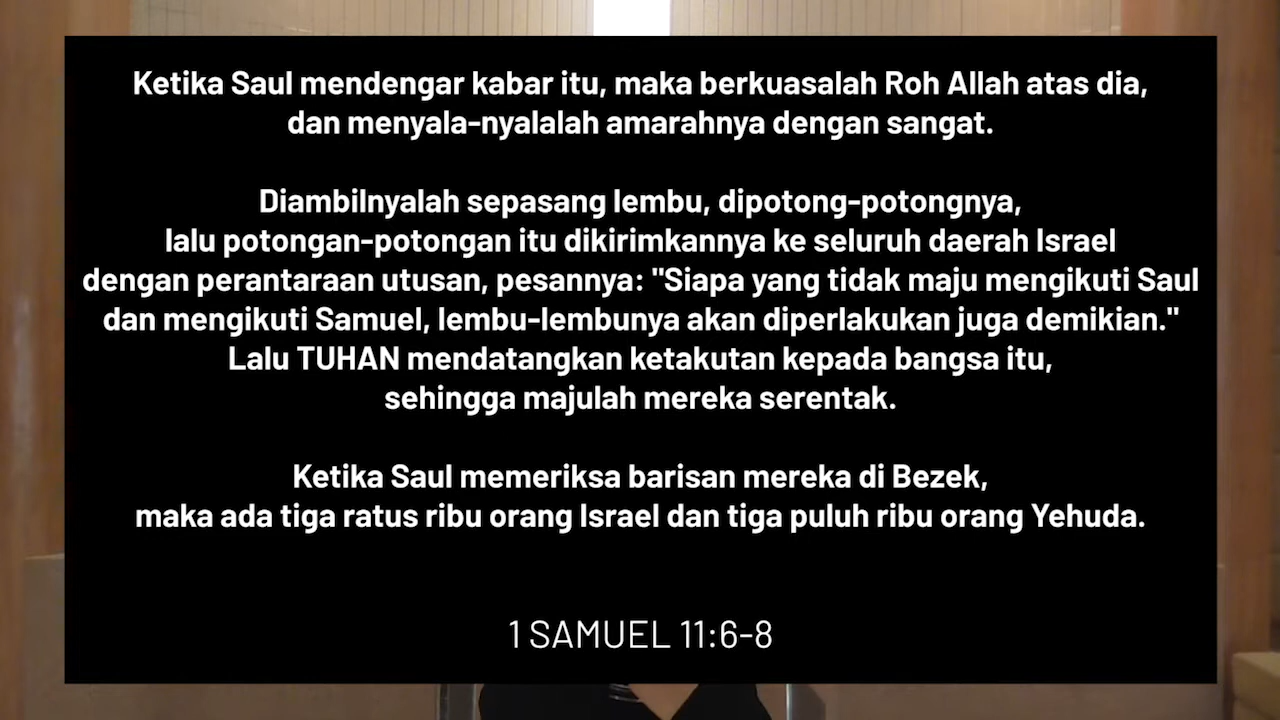 Ketika Saul mendengar kabar itu, maka berkuasalah Roh Allah atas dia,
dan menyala-nyalalah amarahnya dengan sangat.
Diambilnyalah sepasang lembu, dipotong-potongnya,
lalu potongan-potongan itu dikirimkannya ke seluruh daerah Israel
dengan perantaraan utusan, pesannya: "Siapa yang tidak maju mengikuti Saul
dan mengikuti Samuel, lembu-lembunya akan diperlakukan juga demikian."
Lalu TUHAN mendatangkan ketakutan kepada bangsa itu,
sehingga majulah mereka serentak.
Ketika Saul memeriksa barisan mereka di Bezek,
maka ada tiga ratus ribu orang Israel dan tiga puluh ribu orang Yehuda.
1 SAMUEL 11:6-8